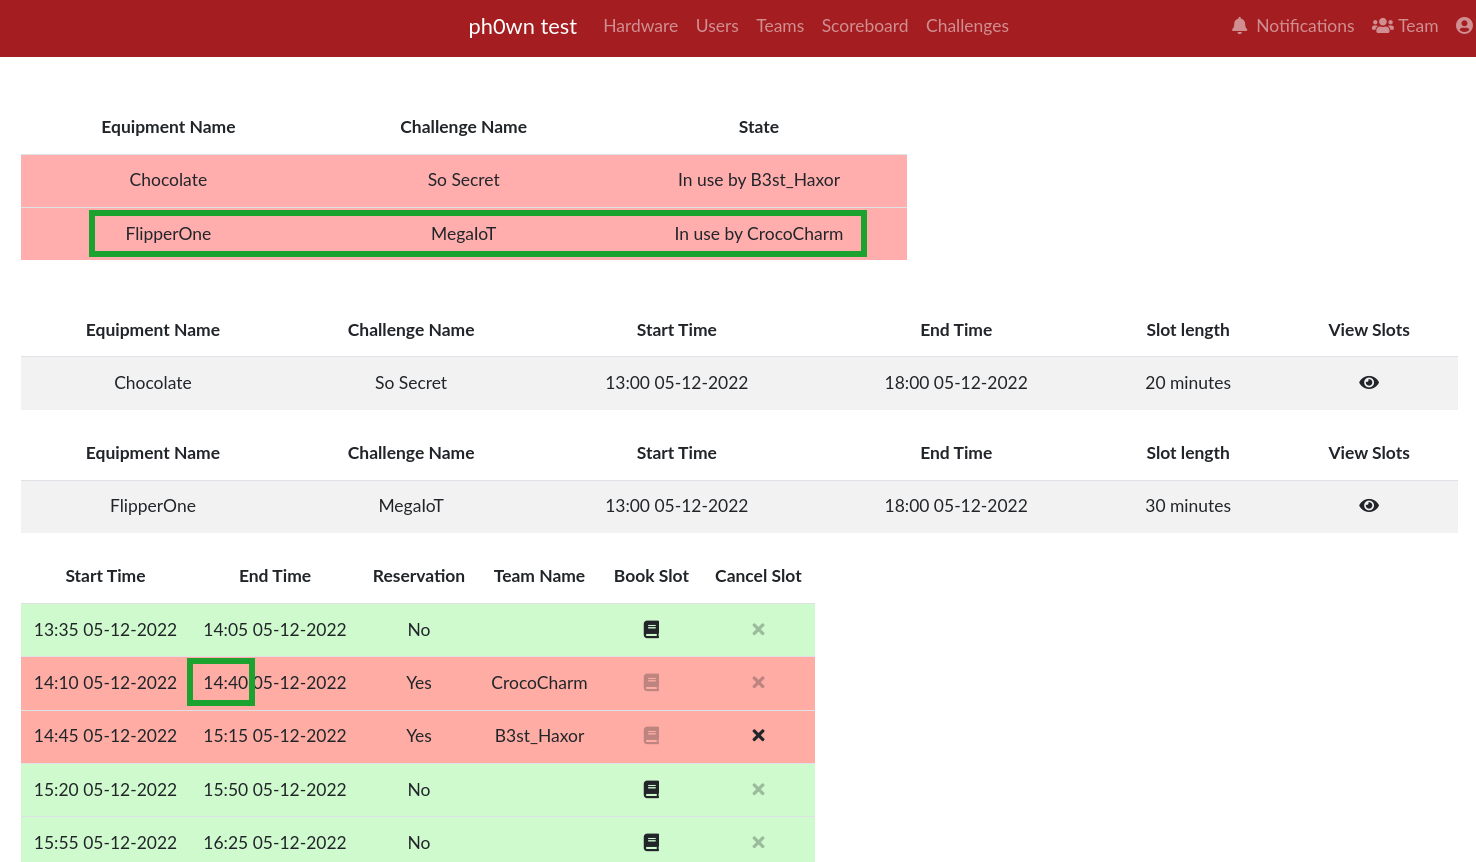 ph0wn test Hardware Users Teams Scoreboard Challenges Notifications Team
Equipment Name Challenge Name State
Chocolate So Secret In use by B3st_Haxor
FlipperOne MegaIoT In use by CrocoCharm
Equipment Name Challenge Name Start Time End Time Slot length View Slots
Chocolate So Secret 13:00 05-12-2022 18:00 05-12-2022 20 minutes
Equipment Name Challenge Name Start Time End Time Slot length View Slots
FlipperOne MegaIoT 13:00 05-12-2022 18:00 05-12-2022 30 minutes
Start Time End Time Reservation Team Name Book Slot Cancel Slot
13:35 05-12-2022 14:05 05-12-2022 No
14:10 05-12-2022 14:40 05-12-2022 Yes CrocoCharm
14:45 05-12-2022 15:15 05-12-2022 Yes B3st_Haxor
15:20 05-12-2022 15:50 05-12-2022 No
15:55 05-12-2022 16:25 05-12-2022 No